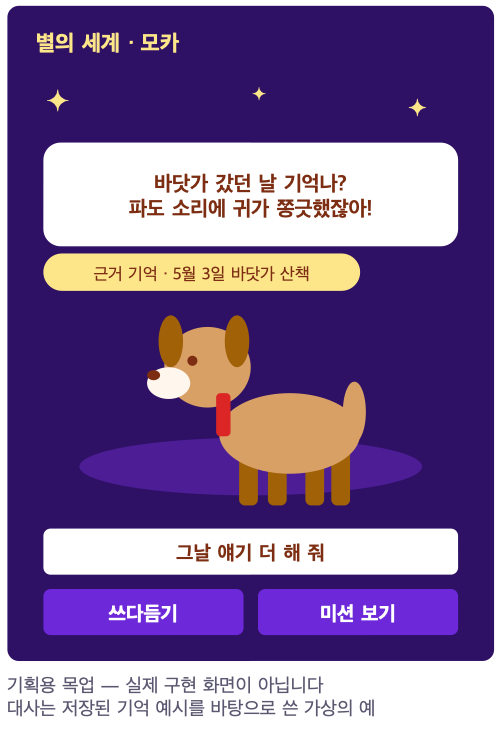 별의 세계 · 모카
바닷가 갔던 날 기억나?
파도 소리에 귀가 쫑긋했잖아!
근거 기억 · 5월 3일 바닷가 산책
그날 얘기 더 해 줘
쓰다듬기
미션 보기
기획용 목업 — 실제 구현 화면이 아닙니다
대사는 저장된 기억 예시를 바탕으로 쓴 가상의 예